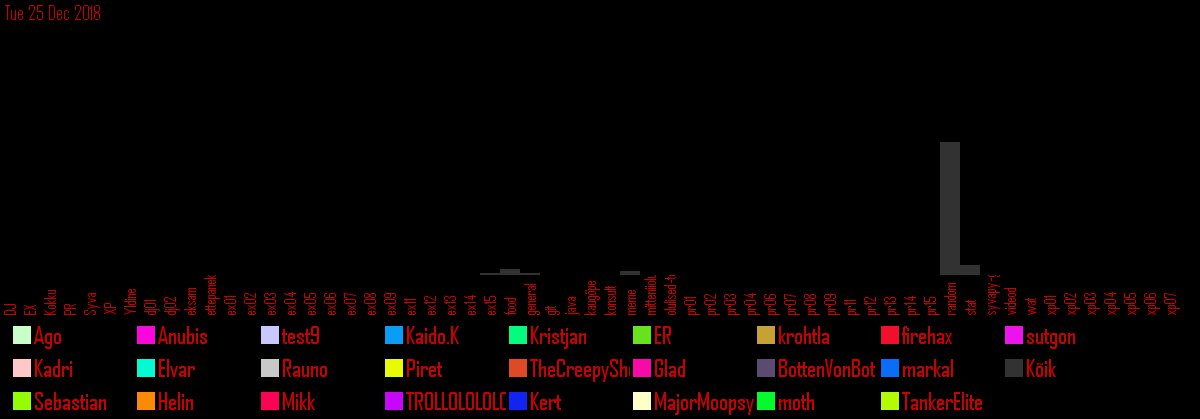 Tue 25 Dec 2018
DJ EX Kokku PR Syva XP Yldine dj01 dj02 eksam ettepanek ex01 ex02 ex03 ex04 ex05 ex06 ex07 ex08 ex09 ex11 ex12 ex13 ex14 ex15 food general git java kangõpe konsult meme mitteriloli olulised-h pr01 pr02 pr03 pr04 pr06 pr07 pr08 pr09 pr11 pr12 pr13 pr14 pr15 random stat syvapy-t videod wat xp01 xp02 xp03 xp04 xp05 xp06 xp07
Ago Anubis test9 Kaido.K Kristjan ER krohtla firehax sutgon
Kadri Elvar Rauno Piret TheCreepySh Glad BottenVonBot markal Kõik
Sebastian Helin Mikk TROLLOLOLOLO Kert MajorMoopsy moth TankerElite